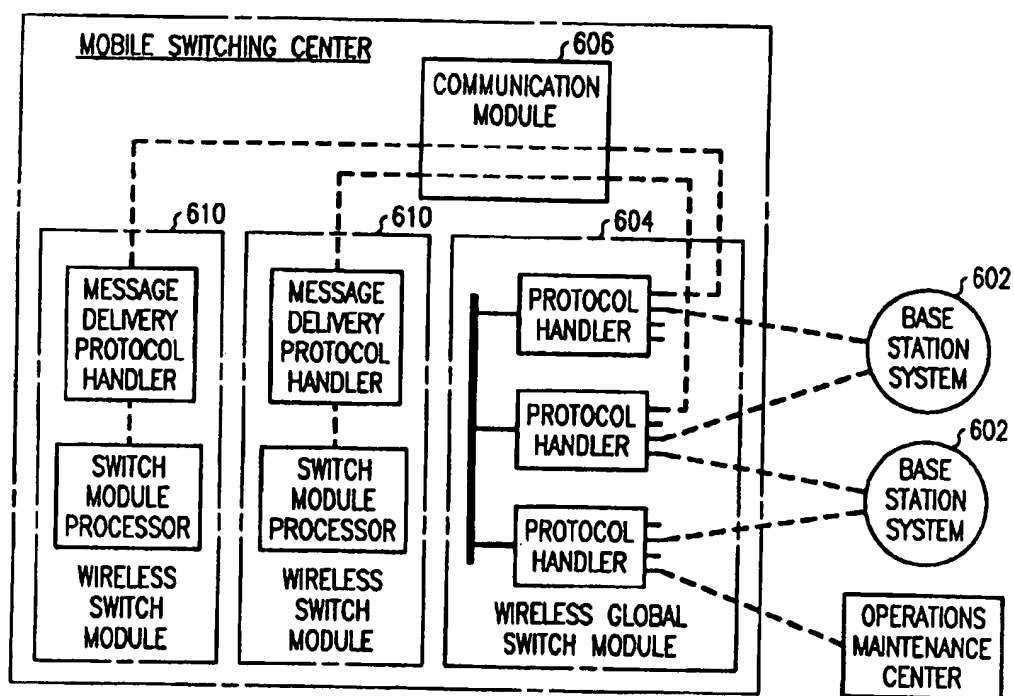 MOBILE SWITCHING CENTER
606
COMMUNICATION
MODULE
610
MESSAGE
DELIVERY
PROTOCOL
HANDLER
SWITCH
MODULE
PROCESSOR
WIRELESS
SWITCH
MODULE
610
MESSAGE
DELIVERY
PROTOCOL
HANDLER
SWITCH
MODULE
PROCESSOR
WIRELESS
SWITCH
MODULE
604
PROTOCOL
HANDLER
PROTOCOL
HANDLER
PROTOCOL
HANDLER
WIRELESS GLOBAL
SWITCH MODULE
602
BASE
STATION
SYSTEM
602
BASE
STATION
SYSTEM
OPERATIONS
MAINTENANCE
CENTER